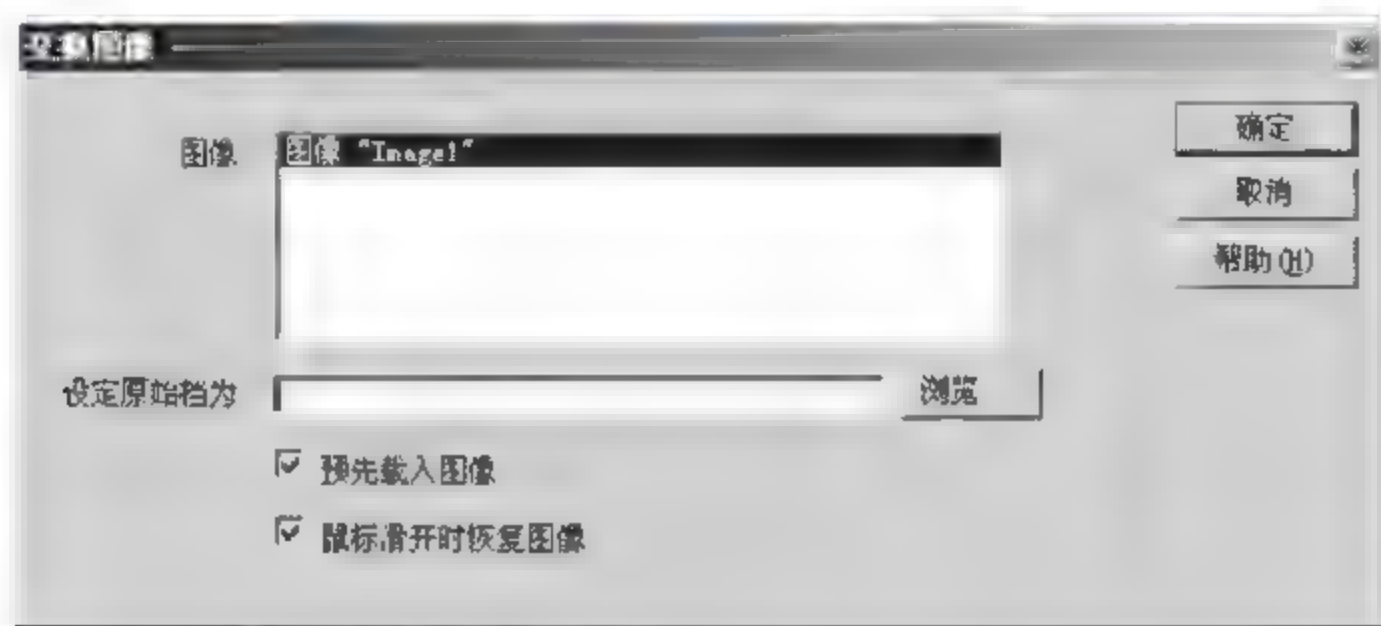 交换图像
图像
图像 "Image1"
确定
取消
帮助(H)
设定原始档为
浏览
预先载入图像
鼠标滑开时恢复图像